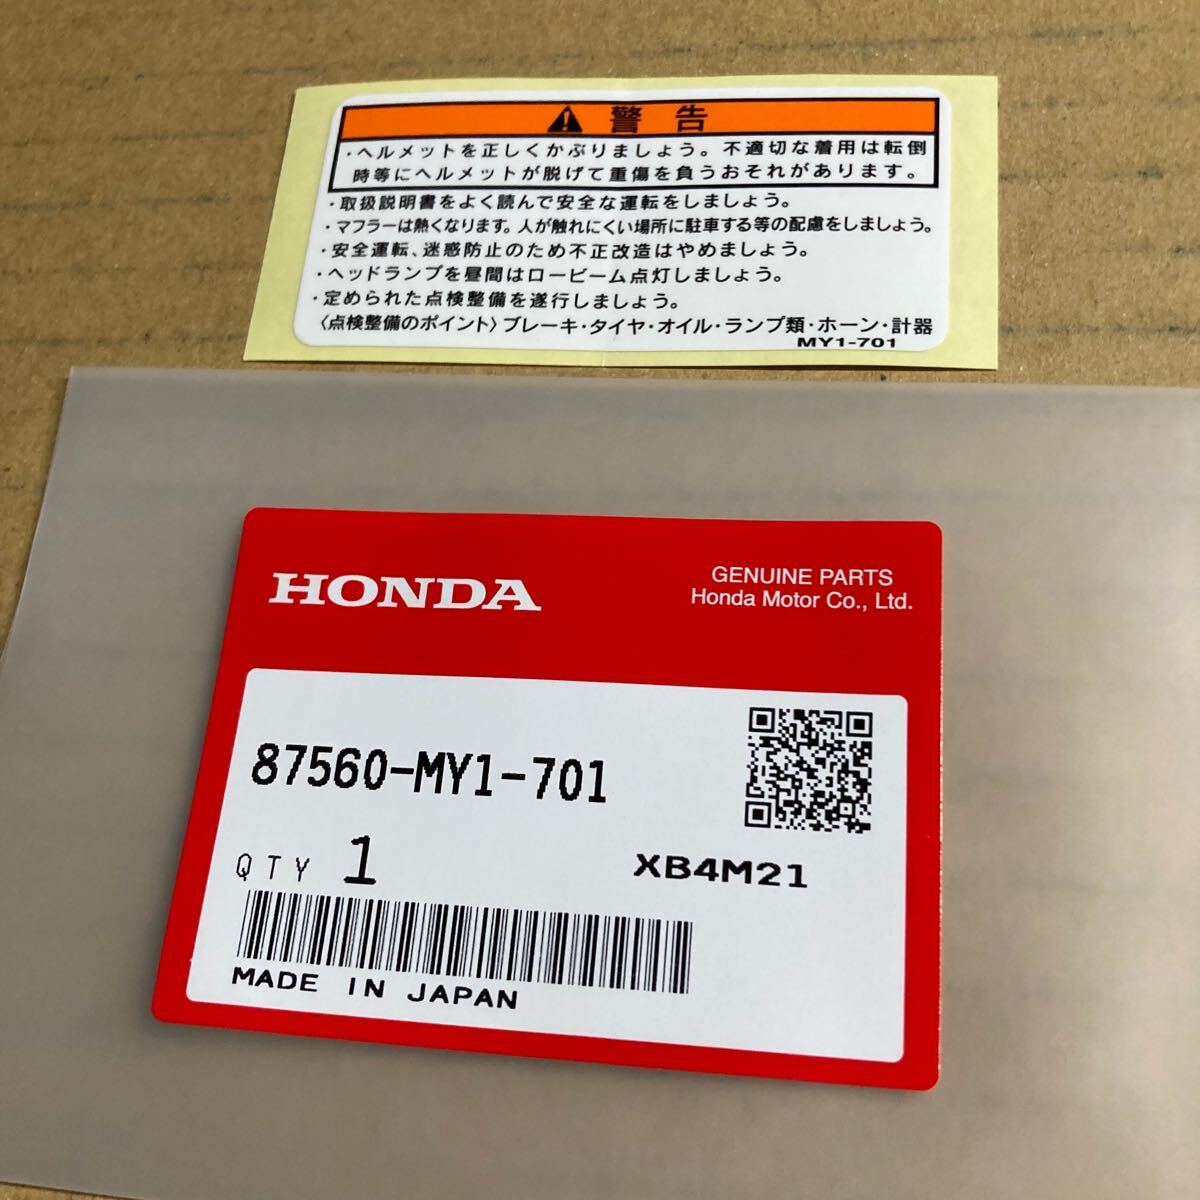 警告
・ヘルメットを正しくかぶりましょう。不適切な着用は転倒
時等にヘルメットが脱げて重傷を負うおそれがあります。
・取扱説明書をよく読んで安全な運転をしましょう。
・マフラーは熱くなります。人が触れにくい場所に駐車する等の配慮をしましょう。
・安全運転、迷惑防止のため不正改造はやめましょう。
・ヘッドランプを昼間はロービーム点灯しましょう。
・定められた点検整備を遂行しましょう。
〈点検整備のポイント〉ブレーキ・タイヤ・オイル・ランプ類・ホーン・計器
MY1-701
HONDA
GENUINE PARTS
Honda Motor Co., Ltd.
87560-MY1-701
QTY 1
XB4M21
MADE IN JAPAN